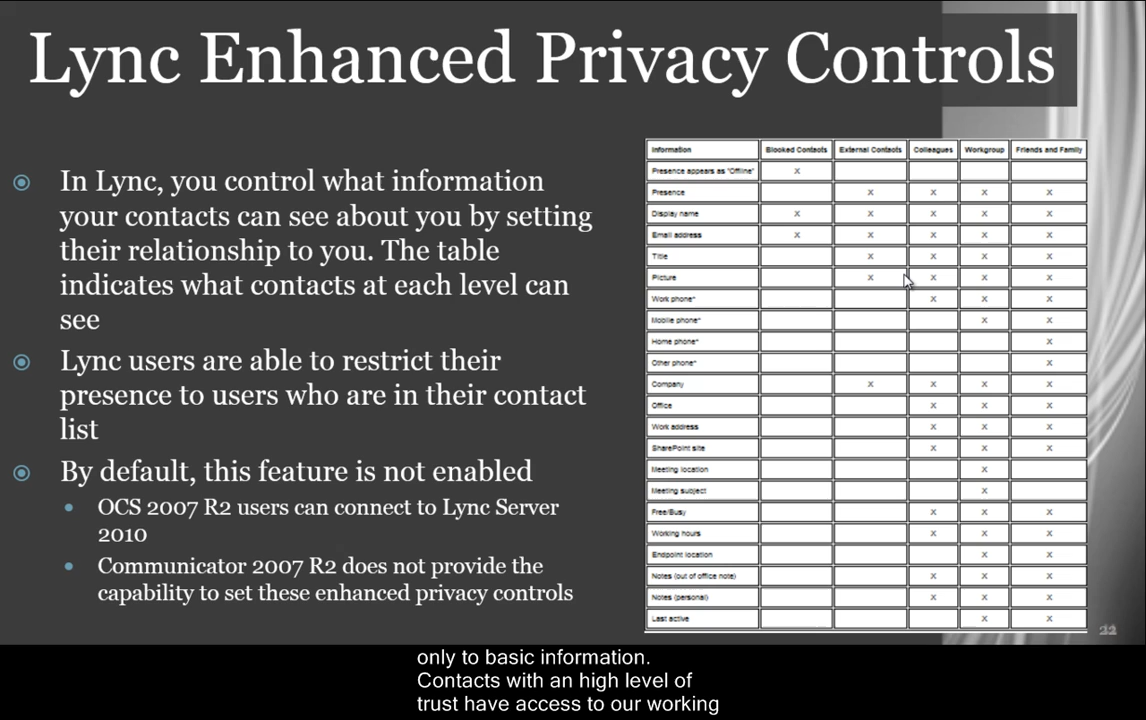 Lync Enhanced Privacy Controls
In Lync, you control what information
your contacts can see about you by setting
their relationship to you. The table
indicates what contacts at each level can
see
Lync users are able to restrict their
presence to users who are in their contact
list
By default, this feature is not enabled
OCS 2007 R2 users can connect to Lync Server
2010
Communicator 2007 R2 does not provide the
capability to set these enhanced privacy controls
Information Blocked Contacts External Contacts Colleagues Workgroup Friends and Family
Presence appears as "Offline" X
Presence X X X X
Display name X X X X X
Email address X X X X X
Title X X X X
Picture X X X X
Work phone* X X X
Mobile phone* X X
Home phone* X
Other phone* X
Company X X X X
Office X X X
Work address X X X
SharePoint site X X X
Meeting location X
Meeting subject X
Free/Busy X X X
Working hours X X X
Endpoint location X X
Notes (out of office note) X X X
Notes (personal) X X X
Last active X X
only to basic information.
Contacts with an high level of
trust have access to our working